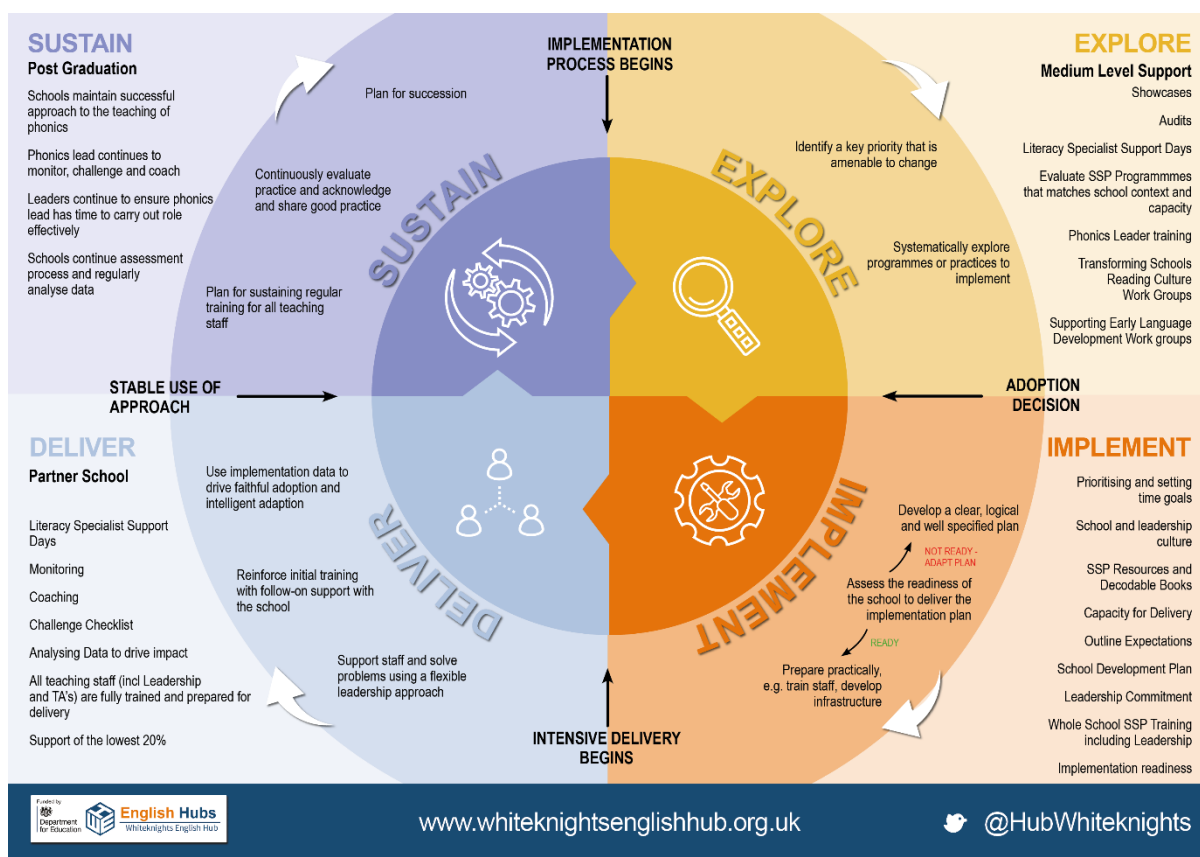 SUSTAIN
Post Graduation
Schools maintain successful
approach to the teaching of
phonics
Phonics lead continues to
monitor, challenge and coach
Leaders continue to ensure phonics
lead has time to carry out role
effectively
Schools continue assessment
process and regularly
analyse data
Plan for succession
Continuously evaluate
practice and acknowledge
and share good practice
Plan for sustaining regular
training for all teaching
staff
SUSTAIN
IMPLEMENTATION
PROCESS BEGINS
EXPLORE
Identify a key priority that is
amenable to change
Systematically explore
programmes or practices to
implement
EXPLORE
Medium Level Support
Showcases
Audits
Literacy Specialist Support Days
Evaluate SSP Programmmes
that matches school context and
capacity
Phonics Leader training
Transforming Schools
Reading Culture
Work Groups
Supporting Early Language
Development Work groups
STABLE USE OF
APPROACH
ADOPTION
DECISION
DELIVER
Partner School
Literacy Specialist Support
Days
Monitoring
Coaching
Challenge Checklist
Analysing Data to drive impact
All teaching staff (incl Leadership
and TA's) are fully trained and prepared for
delivery
Support of the lowest 20%
Use implementation data to
drive faithful adoption and
intelligent adaption
Reinforce initial training
with follow-on support with
the school
Support staff and solve
problems using a flexible
leadership approach
DELIVER
INTENSIVE DELIVERY
BEGINS
IMPLEMENT
Develop a clear, logical
and well specified plan
NOT READY -
ADAPT PLAN
Assess the readiness of
the school to deliver the
implementation plan
READY
Prepare practically,
e.g. train staff, develop
infrastructure
IMPLEMENT
Prioritising and setting
time goals
School and leadership
culture
SSP Resources and
Decodable Books
Capacity for Delivery
Outline Expectations
School Development Plan
Leadership Commitment
Whole School SSP Training
including Leadership
Implementation readiness
Funded by
Department
for Education
English Hubs
Whiteknights English Hub
www.whiteknightsenglishhub.org.uk
@HubWhiteknights